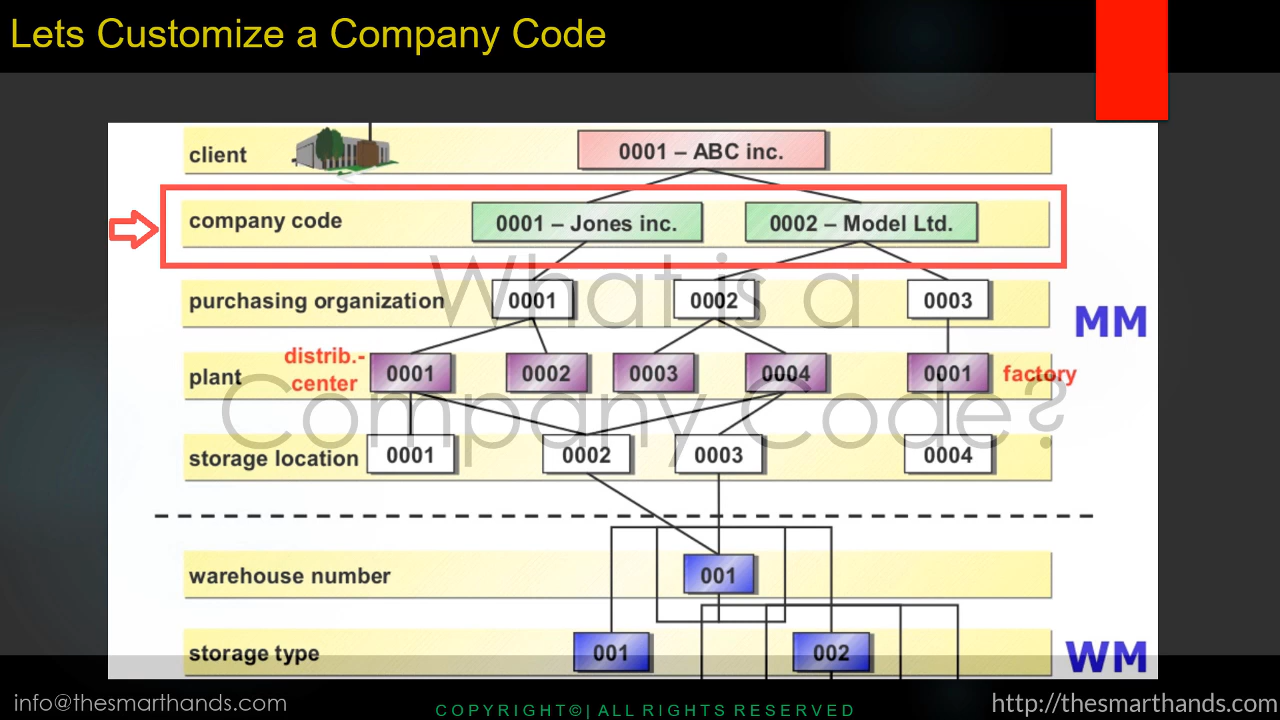 Lets Customize a Company Code
client
0001 – ABC inc.
company code
0001 – Jones inc.
0002 – Model Ltd.
What is a
Company Code?
purchasing organization
0001
0002
0003
MM
distrib.-
center
plant
0001
0002
0003
0004
0001
factory
storage location
0001
0002
0003
0004
warehouse number
001
storage type
001
002
WM
info@thesmarthands.com
COPYRIGHT©| ALL RIGHTS RESERVED
http://thesmarthands.com